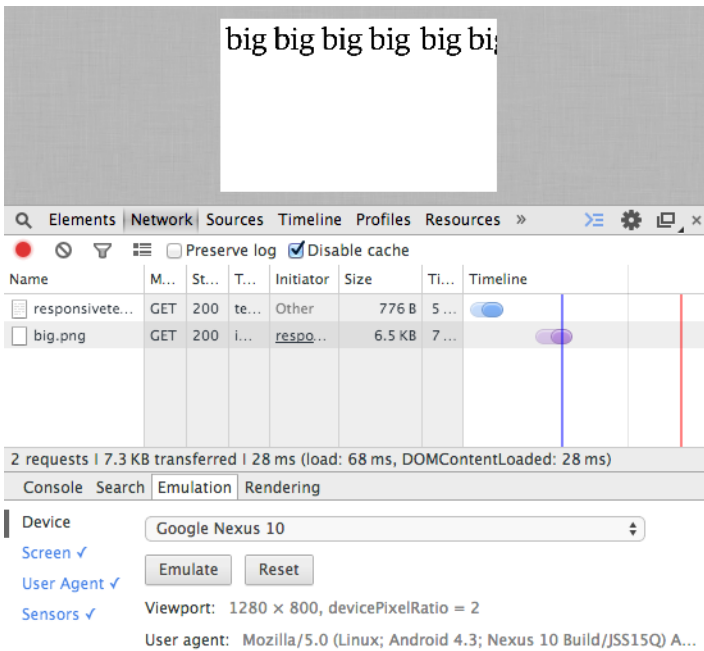 big big big big big big
Elements Network Sources Timeline Profiles Resources »
Preserve log Disable cache
Name M... St... T... Initiator Size Ti... Timeline
responsivete... GET 200 te... Other 776 B 5 ...
big.png GET 200 i... respo... 6.5 KB 7 ...
2 requests | 7.3 KB transferred | 28 ms (load: 68 ms, DOMContentLoaded: 28 ms)
Console Search Emulation Rendering
Device
Google Nexus 10
Screen ✓
Emulate Reset
User Agent ✓
Sensors ✓
Viewport: 1280 × 800, devicePixelRatio = 2
User agent: Mozilla/5.0 (Linux; Android 4.3; Nexus 10 Build/JSS15Q) A...